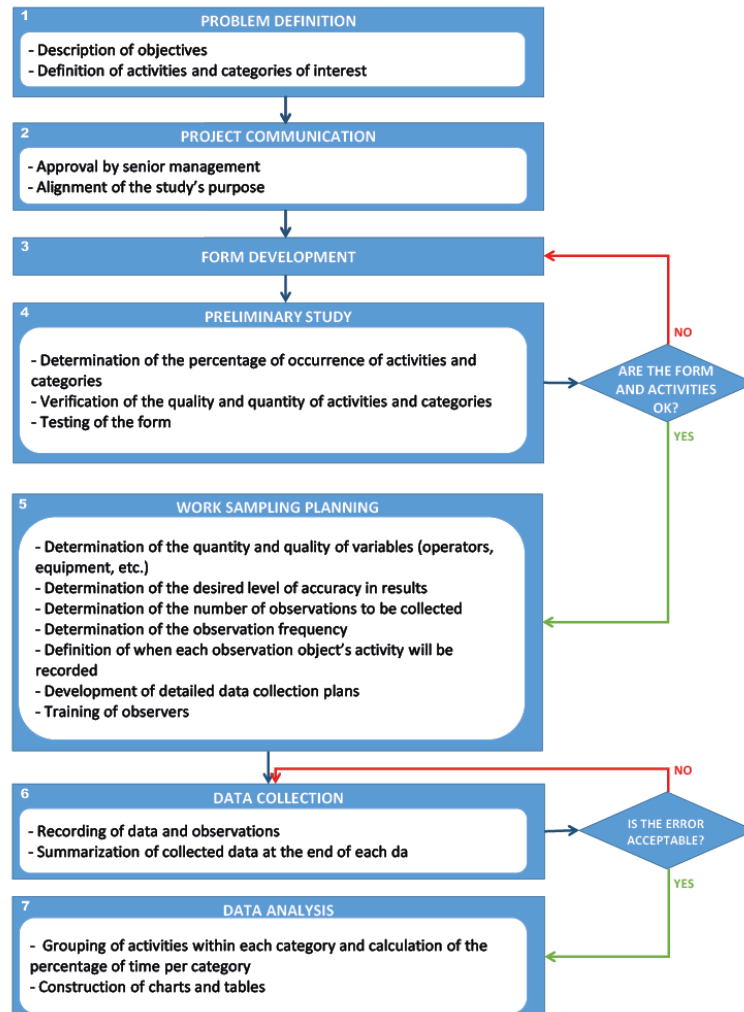 1
PROBLEM DEFINITION
- Description of objectives
- Definition of activities and categories of interest
2
PROJECT COMMUNICATION
- Approval by senior management
- Alignment of the study's purpose
3
FORM DEVELOPMENT
4
PRELIMINARY STUDY
- Determination of the percentage of occurrence of activities and
categories
- Verification of the quality and quantity of activities and categories
- Testing of the form
NO
ARE THE FORM
AND ACTIVITIES
OK?
YES
5
WORK SAMPLING PLANNING
- Determination of the quantity and quality of variables (operators,
equipment, etc.)
- Determination of the desired level of accuracy in results
- Determination of the number of observations to be collected
- Determination of the observation frequency
- Definition of when each observation object's activity will be
recorded
- Development of detailed data collection plans
- Training of observers
6
DATA COLLECTION
- Recording of data and observations
- Summarization of collected data at the end of each da
NO
IS THE ERROR
ACCEPTABLE?
YES
7
DATA ANALYSIS
- Grouping of activities within each category and calculation of the
percentage of time per category
- Construction of charts and tables